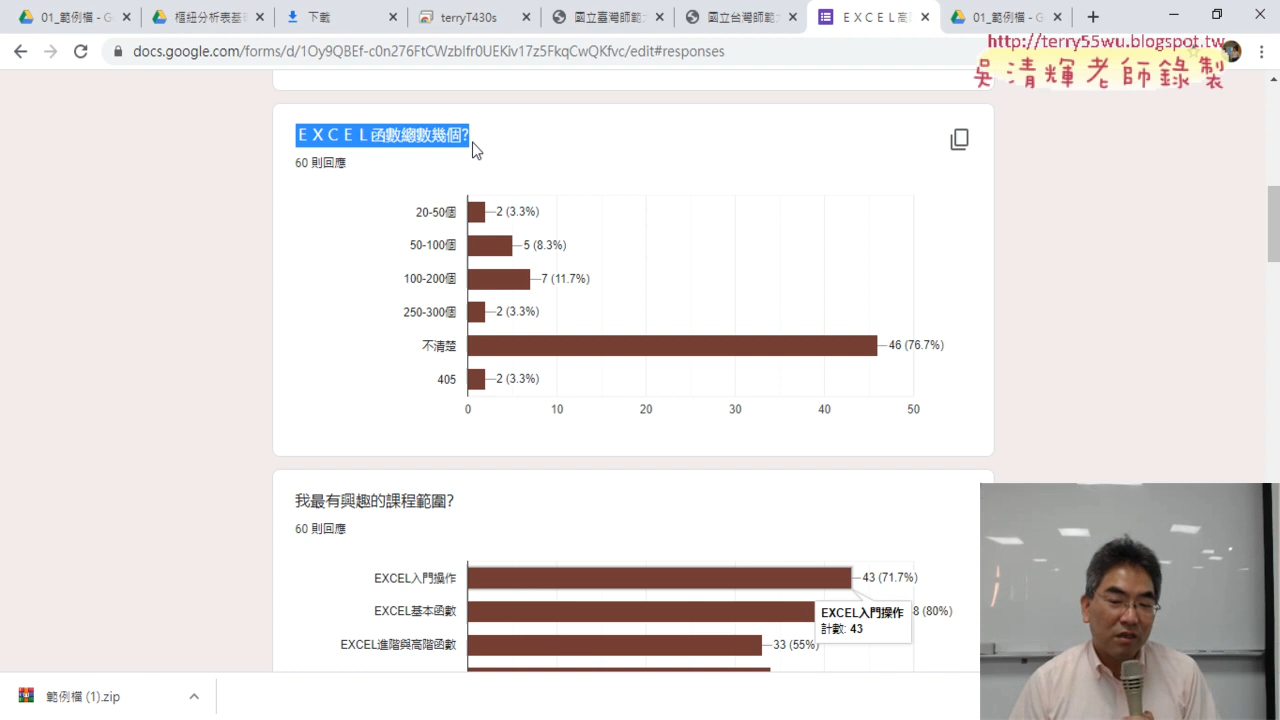 01_範例檔 - G
樞紐分析表基
下載
terryT430s
國立臺灣師範
國立台灣師範
ＥＸＣＥＬ高
01_範例檔 - G
docs.google.com/forms/d/1Oy9QBEf-c0n276FtCWzbIfr0UEKiv17z5FkqCwQKfvc/edit#responses
http://terry55wu.blogspot.tw
吳清輝老師錄製
ＥＸＣＥＬ函數總數幾個?
60 則回應
20-50個
2 (3.3%)
50-100個
5 (8.3%)
100-200個
7 (11.7%)
250-300個
2 (3.3%)
不清楚
46 (76.7%)
405
2 (3.3%)
0 10 20 30 40 50
我最有興趣的課程範圍?
60 則回應
EXCEL入門操作
43 (71.7%)
EXCEL基本函數
8 (80%)
EXCEL入門操作
計數: 43
EXCEL進階與高階函數
33 (55%)
範例檔 (1).zip